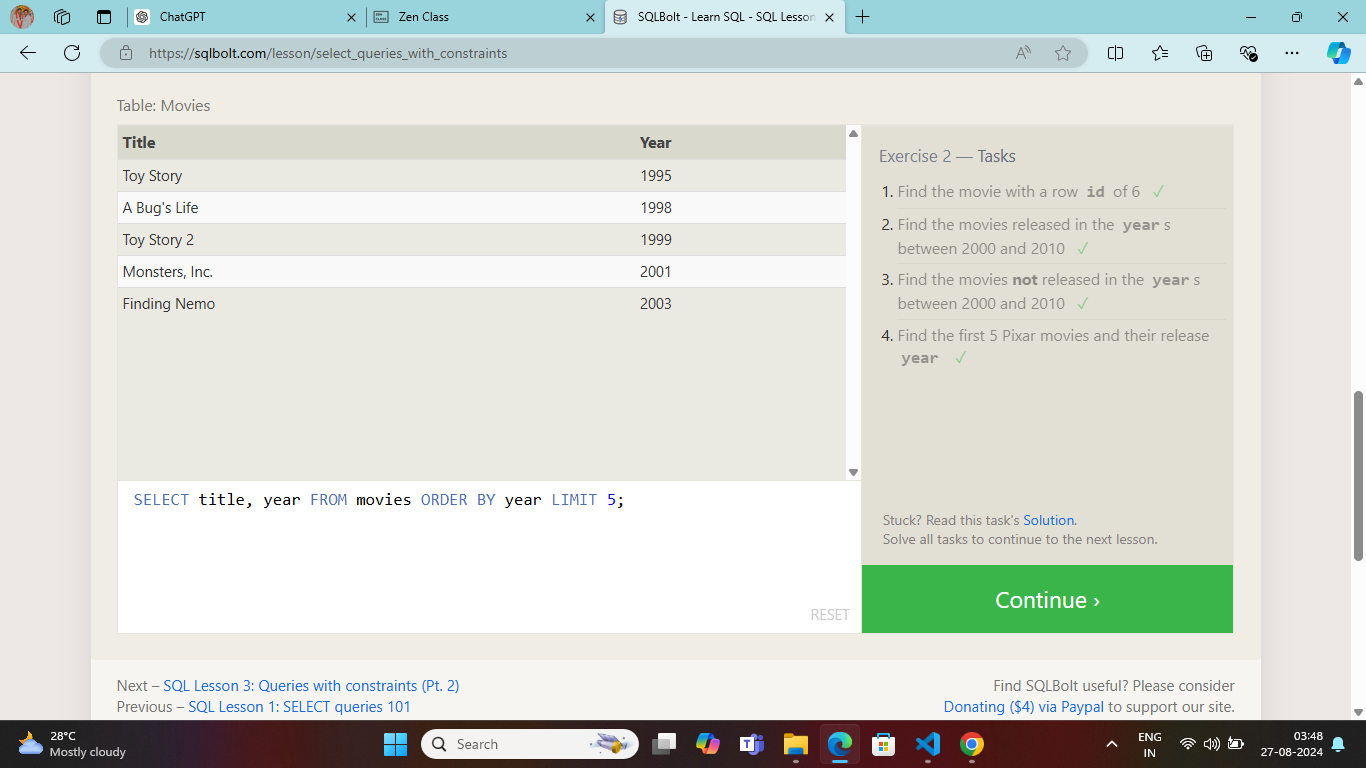 ChatGPT
Zen Class
SQLBolt - Learn SQL - SQL Lesson
https://sqlbolt.com/lesson/select_queries_with_constraints
Table: Movies
Title Year
Toy Story 1995
A Bug's Life 1998
Toy Story 2 1999
Monsters, Inc. 2001
Finding Nemo 2003
SELECT title, year FROM movies ORDER BY year LIMIT 5;
RESET
Exercise 2 — Tasks
1. Find the movie with a row id of 6 ✓
2. Find the movies released in the year s
between 2000 and 2010 ✓
3. Find the movies not released in the year s
between 2000 and 2010 ✓
4. Find the first 5 Pixar movies and their release
year ✓
Stuck? Read this task's Solution.
Solve all tasks to continue to the next lesson.
Continue ›
Next – SQL Lesson 3: Queries with constraints (Pt. 2)
Previous – SQL Lesson 1: SELECT queries 101
Find SQLBolt useful? Please consider
Donating ($4) via Paypal to support our site.
28°C
Mostly cloudy
Search
ENG
IN
03:48
27-08-2024